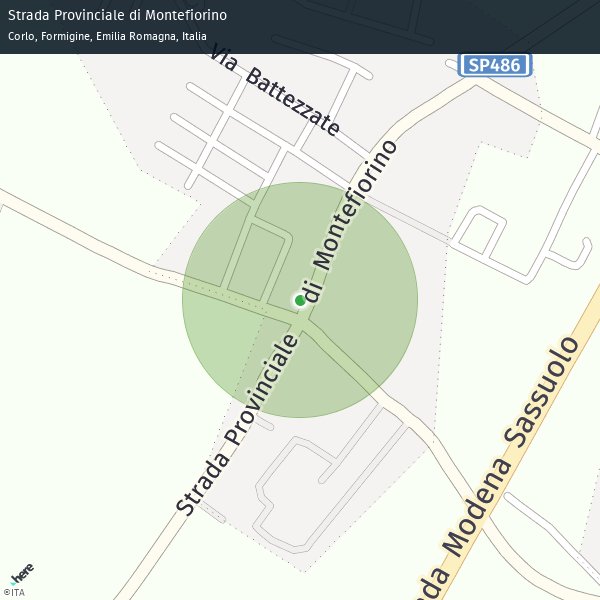 Strada Provinciale di Montefiorino
Corlo, Formigine, Emilia Romagna, Italia
Via Battezzate
SP486
Strada Provinciale di Montefiorino
Modena Sassuolo
here
©ITA